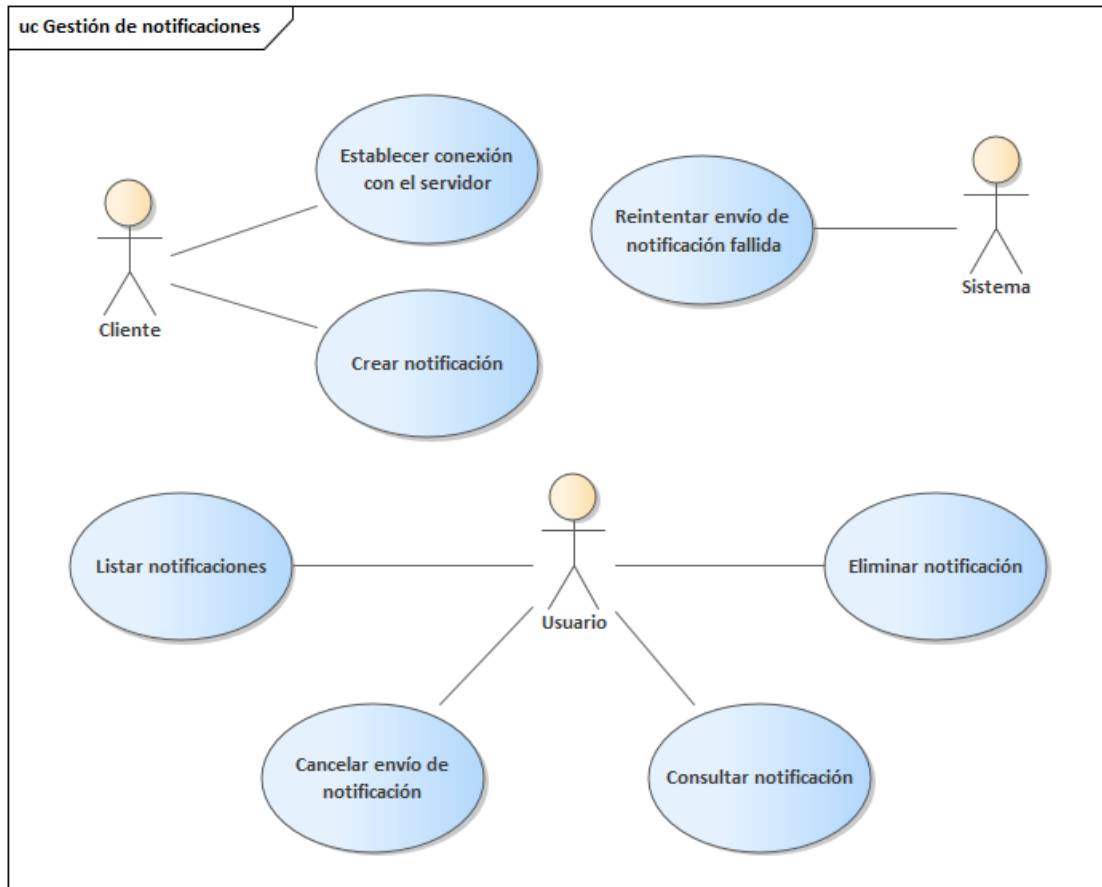 uc Gestión de notificaciones
Establecer conexión
con el servidor
Reintentar envío de
notificación fallida
Sistema
Cliente
Crear notificación
Listar notificaciones
Eliminar notificación
Usuario
Cancelar envío de
notificación
Consultar notificación